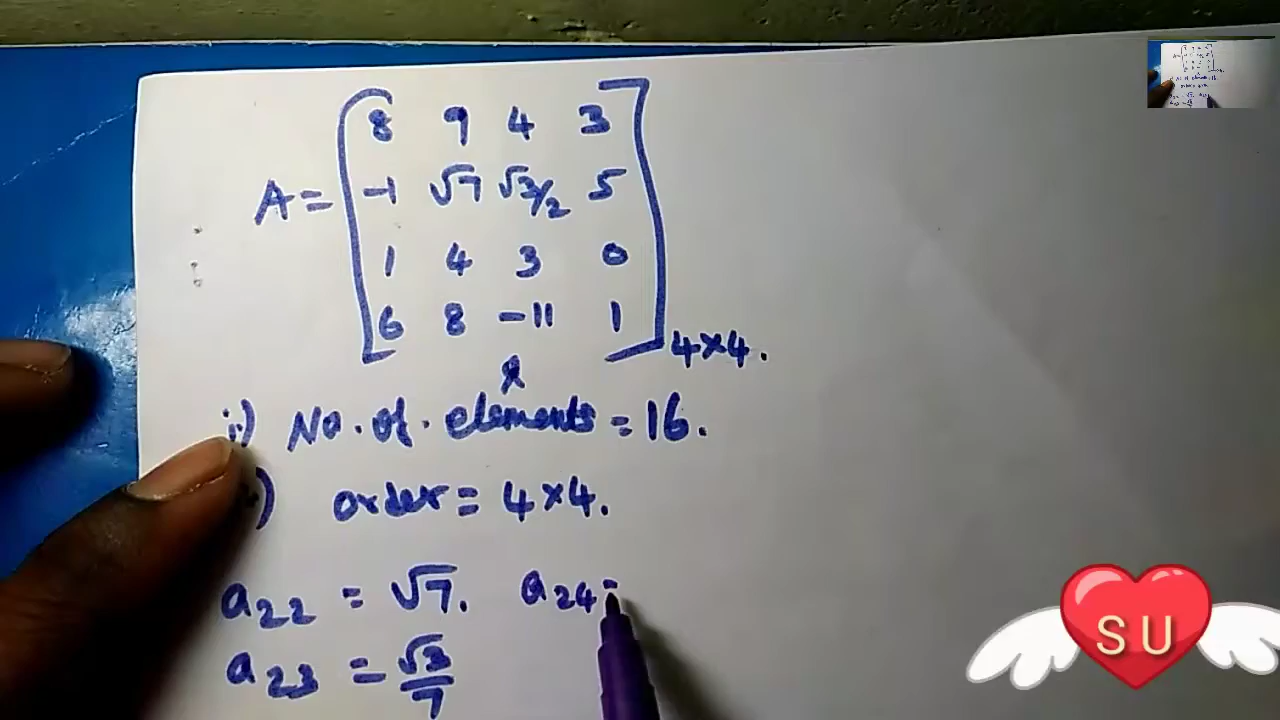 8 9 4 3
A = -1 √7 √3/2 5
1 4 3 0
6 8 -11 1
4×4.
i) No. of. elements = 16.
) order = 4×4.
a22 = √7. a24 =
a23 = √3/7
SU